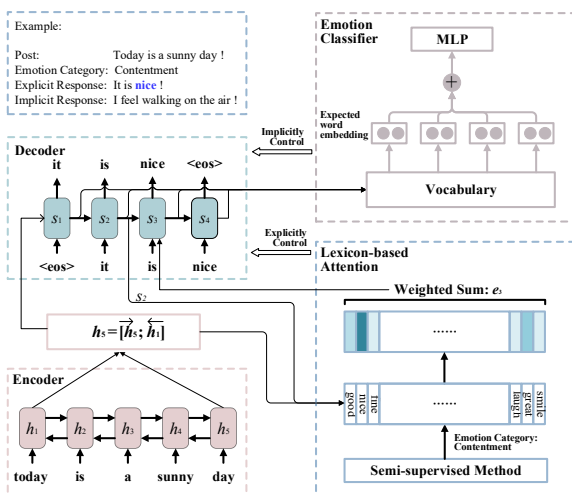 Example:
Post: Today is a sunny day !
Emotion Category: Contentment
Explicit Response: It is nice !
Implicit Response: I feel walking on the air !
Emotion
Classifier
MLP
+
Expected
word
embedding
Vocabulary
Implicitly
Control
Decoder
it is nice <eos>
s1 s2 s3 s4
<eos> it is nice
Explicitly
Control
Lexicon-based
Attention
Weighted Sum: e3
s2
......
h5=[h5; h1]
good nice fine ...... laugh great smile
Emotion Category:
Contentment
Semi-supervised Method
Encoder
h1 h2 h3 h4 h5
today is a sunny day